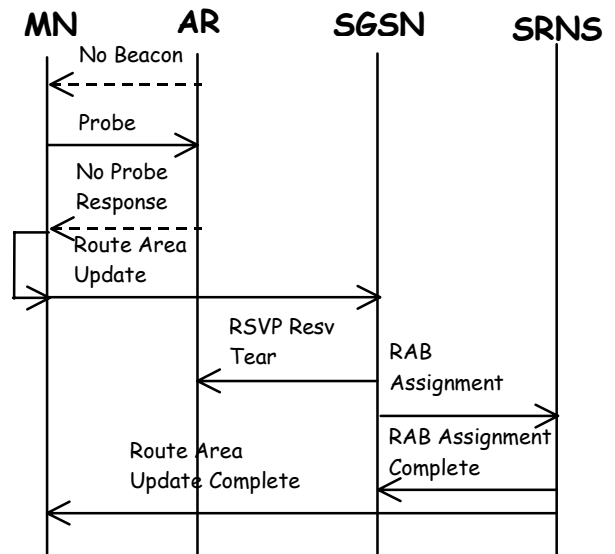 MN AR SGSN SRNS
No Beacon
Probe
No Probe
Response
Route Area
Update
RSVP Resv
Tear
RAB
Assignment
RAB Assignment
Complete
Route Area
Update Complete